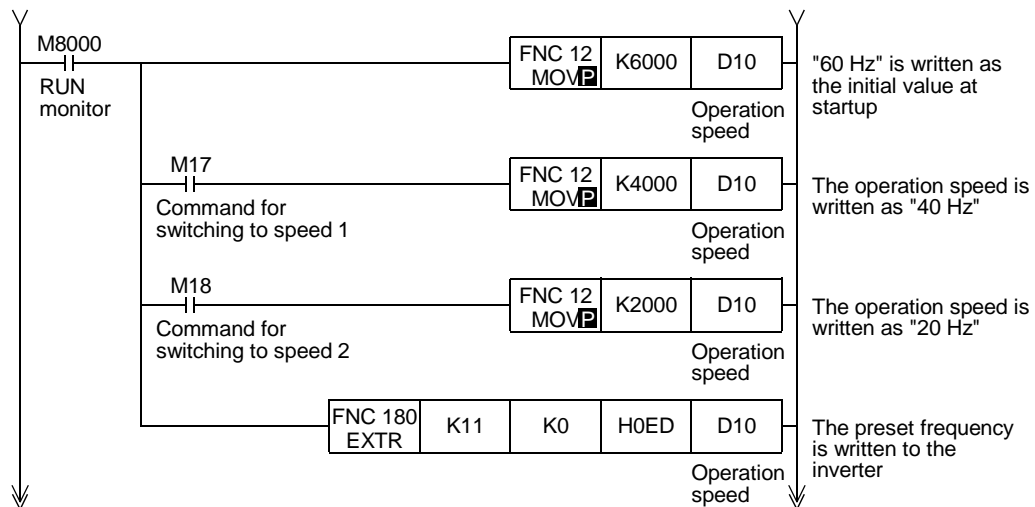 M8000
RUN
monitor
FNC 12
MOVP
K6000
D10
Operation
speed
"60 Hz" is written as
the initial value at
startup
M17
Command for
switching to speed 1
FNC 12
MOVP
K4000
D10
Operation
speed
The operation speed is
written as "40 Hz"
M18
Command for
switching to speed 2
FNC 12
MOVP
K2000
D10
Operation
speed
The operation speed is
written as "20 Hz"
FNC 180
EXTR
K11
K0
H0ED
D10
Operation
speed
The preset frequency
is written to the
inverter